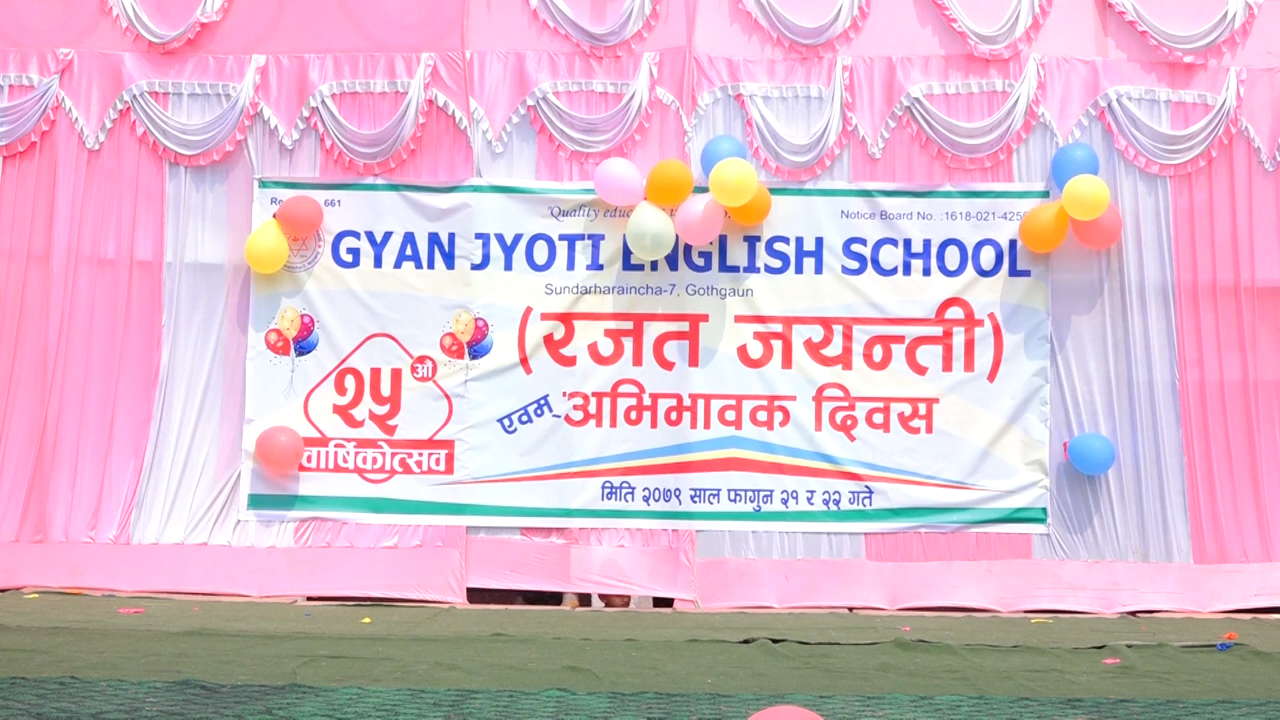 661
"Quality
Notice Board No. :1618-021-425
GYAN JYOTI ENGLISH SCHOOL
Sundarharaincha-7, Gothgaun
(रजत जयन्ती)
२५ औं
वार्षिकोत्सव
एवम् अभिभावक दिवस
मिति २०७९ साल फागुन २१ र २२ गते